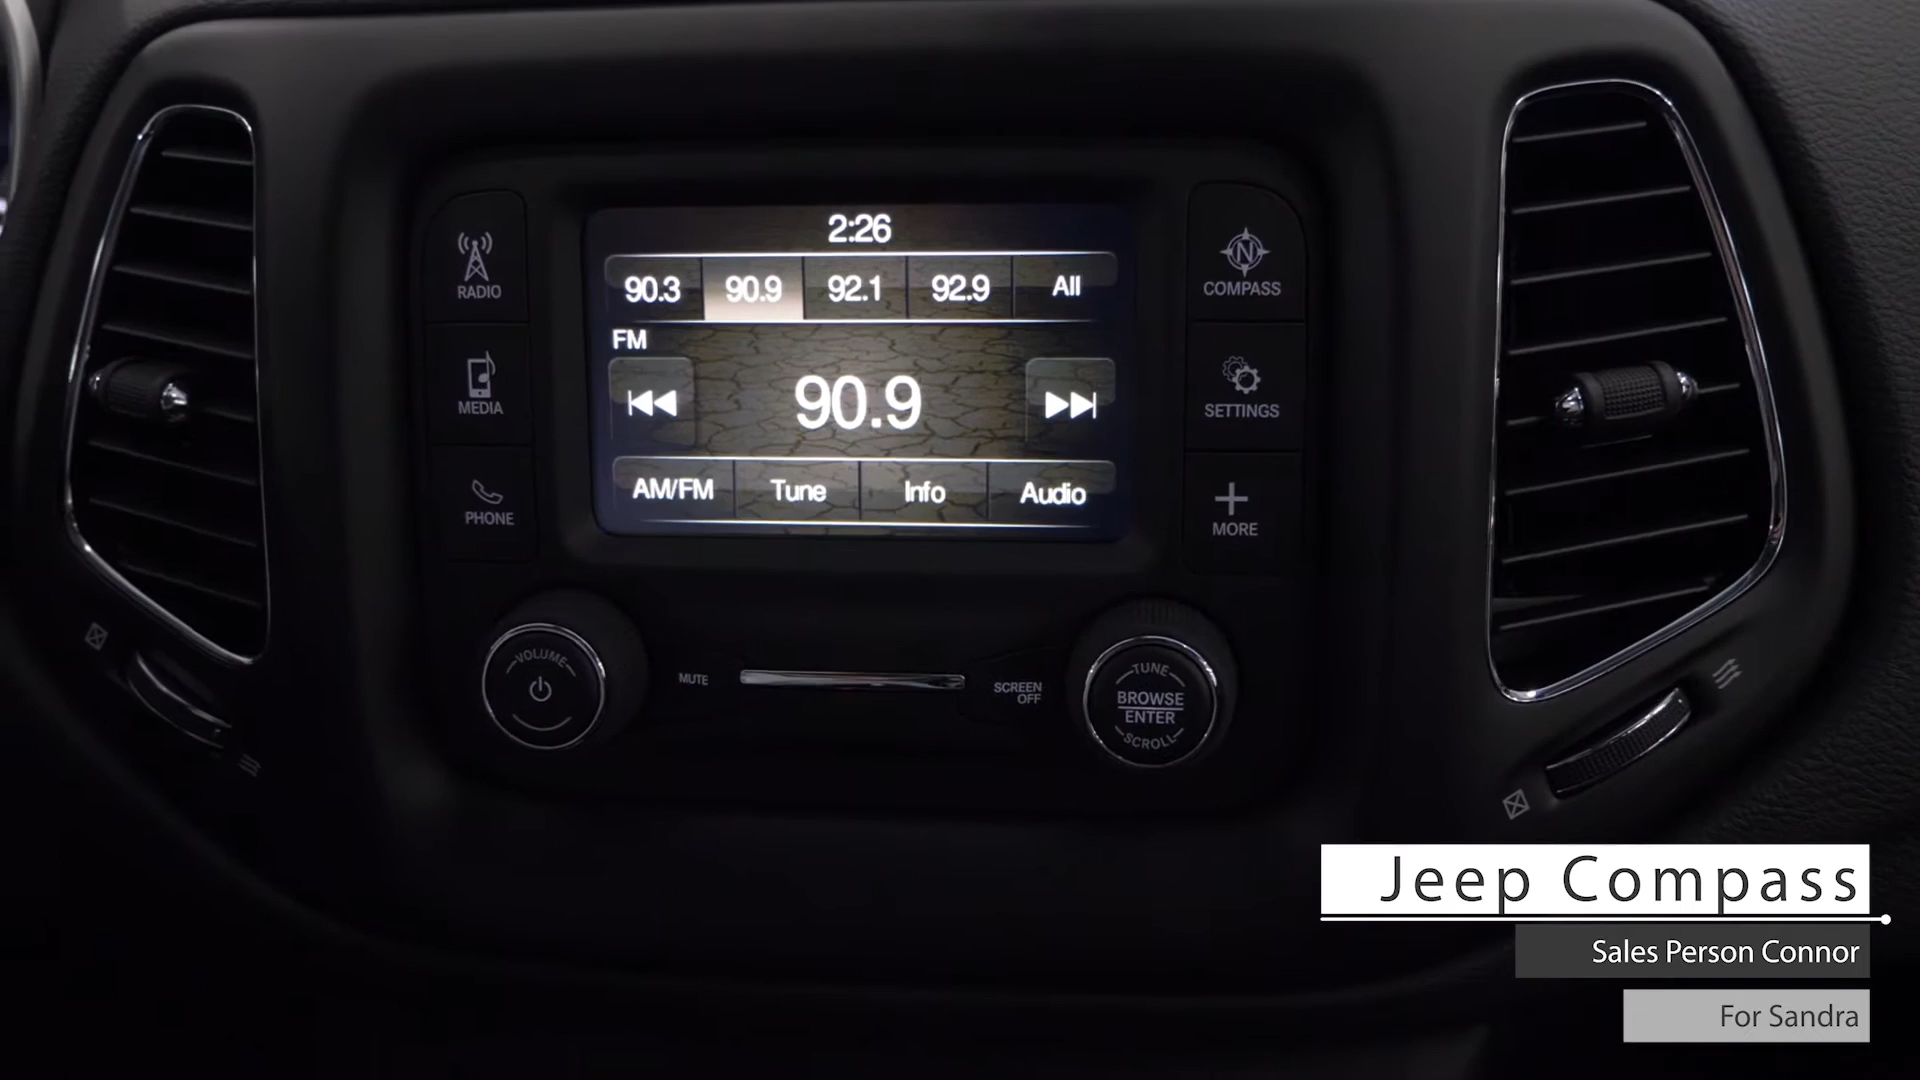 2:26
90.3 90.9 92.1 92.9 All
FM
90.9
AM/FM Tune Info Audio
RADIO
MEDIA
PHONE
N
COMPASS
SETTINGS
MORE
VOLUME
MUTE
SCREEN
OFF
TUNE
BROWSE
ENTER
SCROLL
Jeep Compass
Sales Person Connor
For Sandra